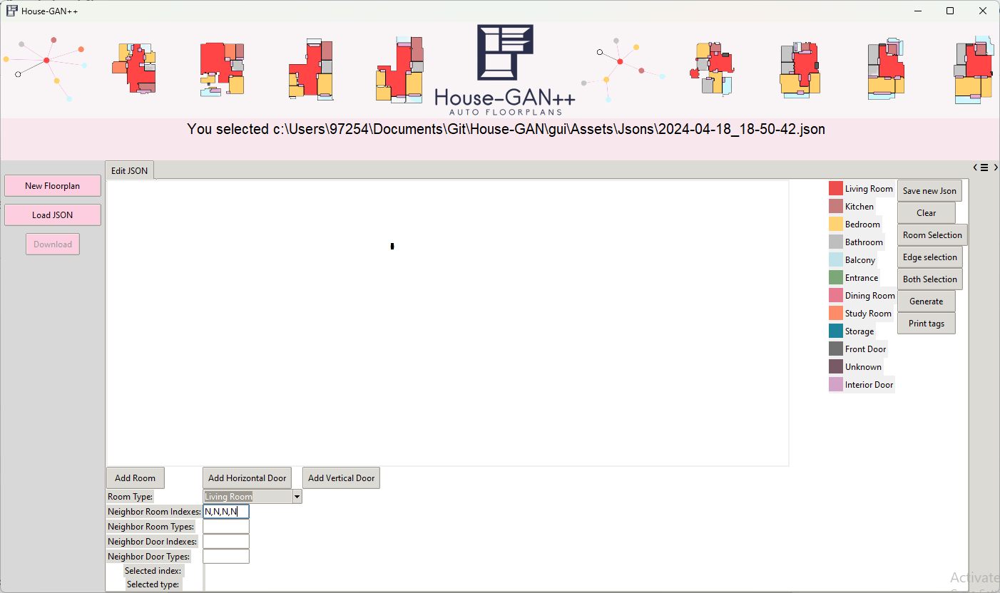 House-GAN++
House-GAN++
AUTO FLOORPLANS
You selected c:\Users\97254\Documents\Git\House-GAN\gui\Assets\Jsons\2024-04-18_18-50-42.json
Edit JSON
New Floorplan
Load JSON
Download
Living Room
Kitchen
Bedroom
Bathroom
Balcony
Entrance
Dining Room
Study Room
Storage
Front Door
Unknown
Interior Door
Save new Json
Clear
Room Selection
Edge selection
Both Selection
Generate
Print tags
Add Room
Add Horizontal Door
Add Vertical Door
Room Type:
Living Room
Neighbor Room Indexes:
N,N,N,N
Neighbor Room Types:
Neighbor Door Indexes:
Neighbor Door Types:
Selected index:
Selected type:
Activate